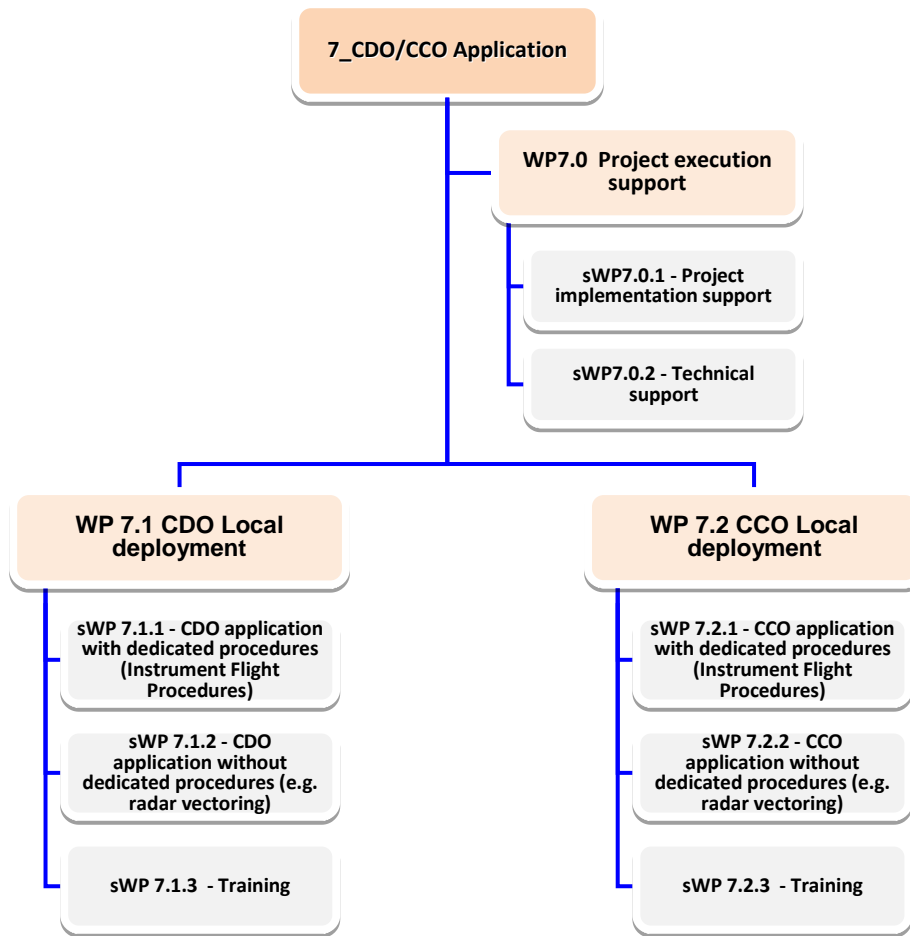 7_CDO/CCO Application
WP7.0 Project execution
support
sWP7.0.1 - Project
implementation support
sWP7.0.2 - Technical
support
WP 7.1 CDO Local
deployment
sWP 7.1.1 - CDO application
with dedicated procedures
(Instrument Flight
Procedures)
sWP 7.1.2 - CDO
application without
dedicated procedures (e.g.
radar vectoring)
sWP 7.1.3 - Training
WP 7.2 CCO Local
deployment
sWP 7.2.1 - CCO application
with dedicated procedures
(Instrument Flight
Procedures)
sWP 7.2.2 - CCO
application without
dedicated procedures (e.g.
radar vectoring)
sWP 7.2.3 - Training